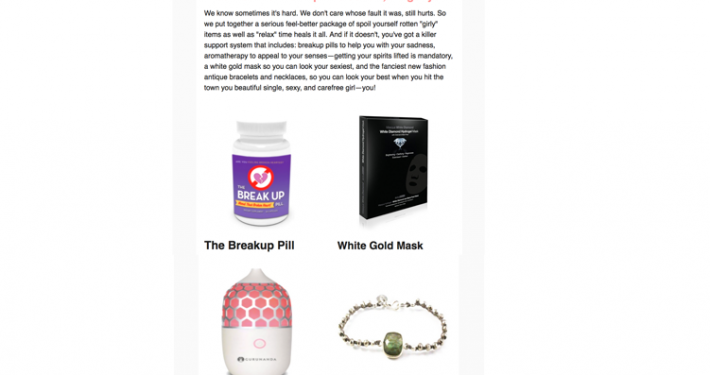 We know sometimes it's hard. We don't care whose fault it was, still hurts. So
we put together a serious feel-better package of spoil yourself rotten "girly"
items as well as "relax" time heals it all. And if it doesn't, you've got a killer
support system that includes: breakup pills to help you with your sadness,
aromatherapy to appeal to your senses—getting your spirits lifted is mandatory,
a white gold mask so you can look your sexiest, and the fanciest new fashion
antique bracelets and necklaces, so you can look your best when you hit the
town you beautiful single, sexy, and carefree girl—you!
THE
BREAK UP
PILL
White Diamond Hydrogel Mask
The Breakup Pill
White Gold Mask
GURUNANDA